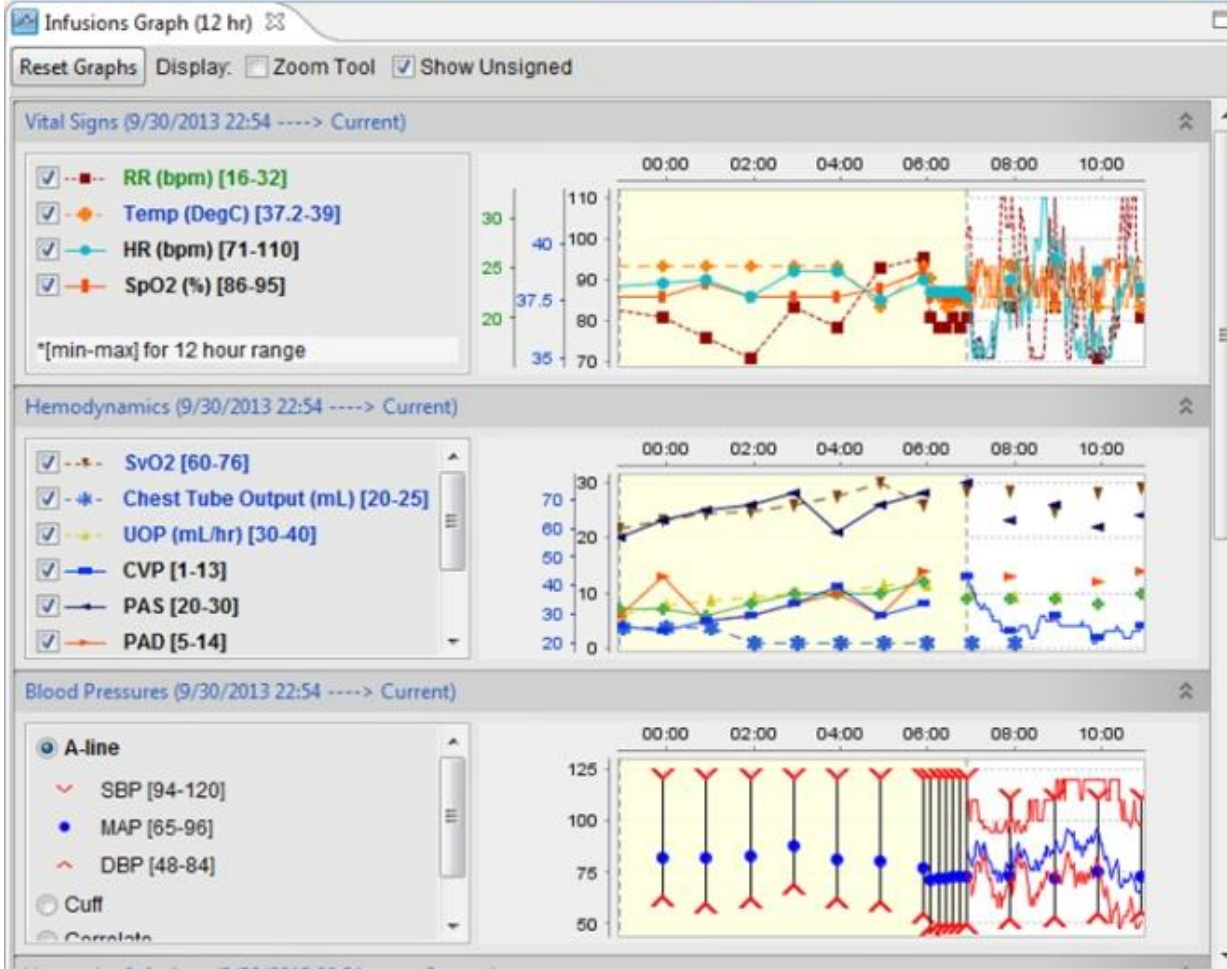 Infusions Graph (12 hr)
Reset Graphs Display: Zoom Tool Show Unsigned
Vital Signs (9/30/2013 22:54 ----> Current)
RR (bpm) [16-32]
Temp (DegC) [37.2-39]
HR (bpm) [71-110]
SpO2 (%) [86-95]
*[min-max] for 12 hour range
00:00 02:00 04:00 06:00 08:00 10:00
30
25
20
40
37.5
35
110
100
90
80
70
Hemodynamics (9/30/2013 22:54 ----> Current)
SvO2 [60-76]
Chest Tube Output (mL) [20-25]
UOP (mL/hr) [30-40]
CVP [1-13]
PAS [20-30]
PAD [5-14]
00:00 02:00 04:00 06:00 08:00 10:00
70
60
50
40
30
20
30
20
10
0
Blood Pressures (9/30/2013 22:54 ----> Current)
A-line
SBP [94-120]
MAP [65-96]
DBP [48-84]
Cuff
Correlate
00:00 02:00 04:00 06:00 08:00 10:00
125
100
75
50